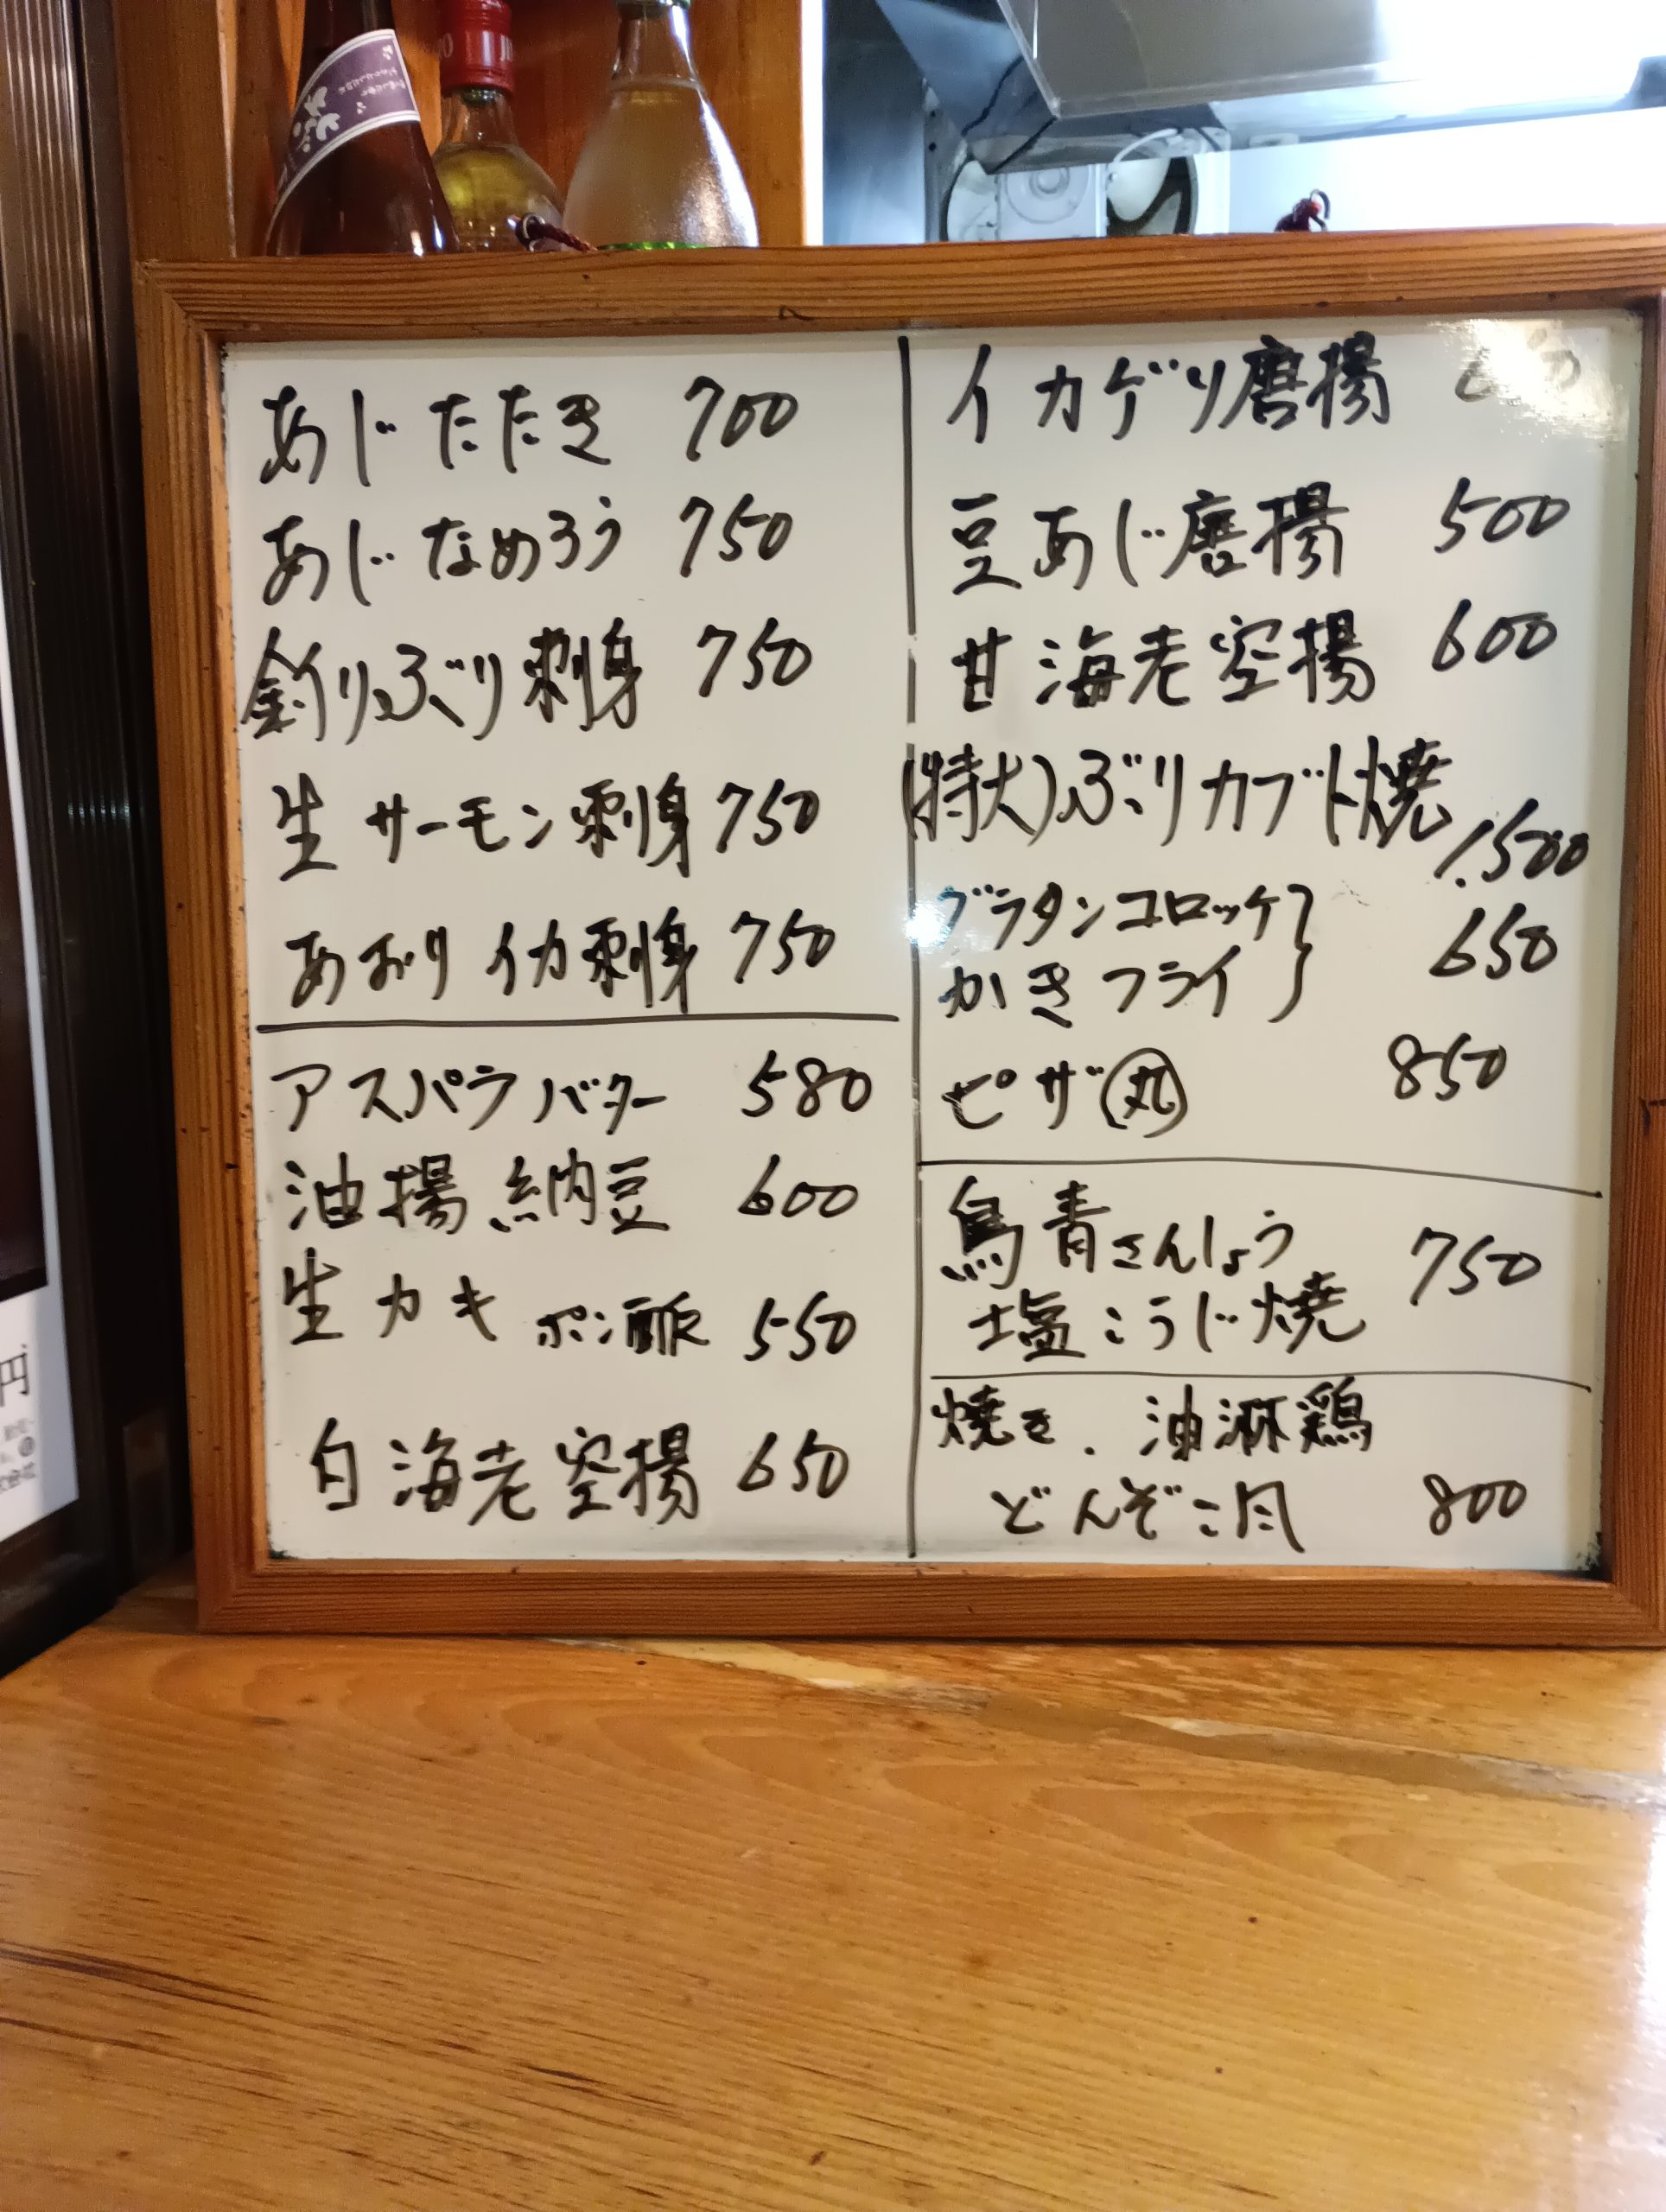 あじたたき 700
あじなめろう 750
釣りぶり刺身 750
生サーモン刺身 750
あおりイカ刺身 750
アスパラバター 580
油揚納豆 600
生カキ ポン酢 550
白海老空揚 650
イカゲソ唐揚
豆あじ唐揚 500
甘海老空揚 600
(特大)ぶりカブト焼
1.500
グラタンコロッケ
かきフライ 650
ピザ(丸) 850
鳥青さんしょう
塩こうじ焼 750
焼き、油淋鶏
どんぞこ風 800
円